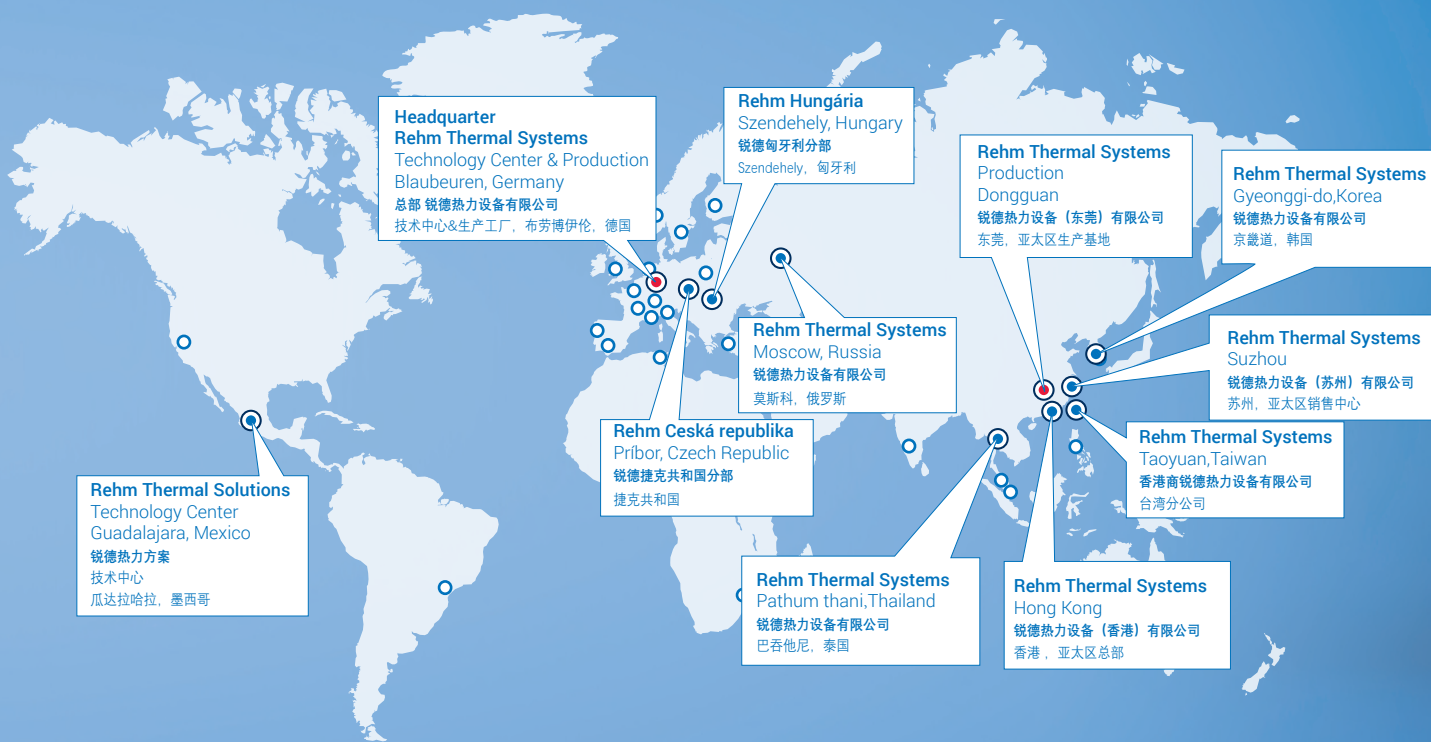 Headquarter
Rehm Thermal Systems
Technology Center & Production
Blaubeuren, Germany
总部 锐德热力设备有限公司
技术中心&生产工厂，布劳博伊伦，德国
Rehm Hungária
Szendehely, Hungary
锐德匈牙利分部
Szendehely，匈牙利
Rehm Thermal Systems
Production
Dongguan
锐德热力设备（东莞）有限公司
东莞，亚太区生产基地
Rehm Thermal Systems
Gyeonggi-do,Korea
锐德热力设备有限公司
京畿道，韩国
Rehm Thermal Systems
Moscow, Russia
锐德热力设备有限公司
莫斯科，俄罗斯
Rehm Thermal Systems
Suzhou
锐德热力设备（苏州）有限公司
苏州，亚太区销售中心
Rehm Ceská republika
Príbor, Czech Republic
锐德捷克共和国分部
捷克共和国
Rehm Thermal Systems
Taoyuan,Taiwan
香港商锐德热力设备有限公司
台湾分公司
Rehm Thermal Solutions
Technology Center
Guadalajara, Mexico
锐德热力方案
技术中心
瓜达拉哈拉，墨西哥
Rehm Thermal Systems
Pathum thani,Thailand
锐德热力设备有限公司
巴吞他尼，泰国
Rehm Thermal Systems
Hong Kong
锐德热力设备（香港）有限公司
香港 ，亚太区总部